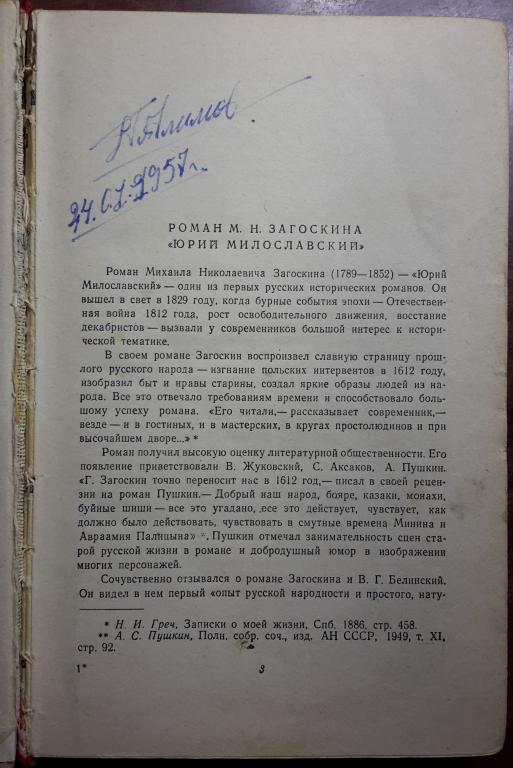 24.01.1957г.
РОМАН М. Н. ЗАГОСКИНА
«ЮРИЙ МИЛОСЛАВСКИЙ»
Роман Михаила Николаевича Загоскина (1789—1852) — «Юрий
Милославский» — один из первых русских исторических романов. Он
вышел в свет в 1829 году, когда бурные события эпохи — Отечествен-
ная война 1812 года, рост освободительного движения, восстание
декабристов — вызвали у современников большой интерес к истори-
ческой тематике.
В своем романе Загоскин воспроизвел славную страницу прош-
лого русского народа — изгнание польских интервентов в 1612 году,
изобразил быт и нравы старины, создал яркие образы людей из на-
рода. Все это отвечало требованиям времени и способствовало боль-
шому успеху романа. «Его читали,— рассказывает современник,—
везде — и в гостиных, и в мастерских, в кругах простолюдинов и при
высочайшем дворе...» *
Роман получил высокую оценку литературной общественности. Его
появление приветствовали В. Жуковский, С. Аксаков, А. Пушкин.
«Г. Загоскин точно переносит нас в 1612 год,— писал в своей рецен-
зии на роман Пушкин.— Добрый наш народ, бояре, казаки, монахи,
буйные шиши — все это угадано, все это действует, чувствует, как
должно было действовать, чувствовать в смутные времена Минина и
Авраамия Палицына» **. Пушкин отмечал занимательность сцен ста-
рой русской жизни в романе и добродушный юмор в изображении
многих персонажей.
Сочувственно отзывался о романе Загоскина и В. Г. Белинский.
Он видел в нем первый «опыт русской народности и простого, нату-
* Н. И. Греч, Записки о моей жизни, Спб. 1886, стр. 458.
** А. С. Пушкин, Полн. собр. соч., изд. АН СССР, 1949, т. XI,
стр. 92.
1*
3